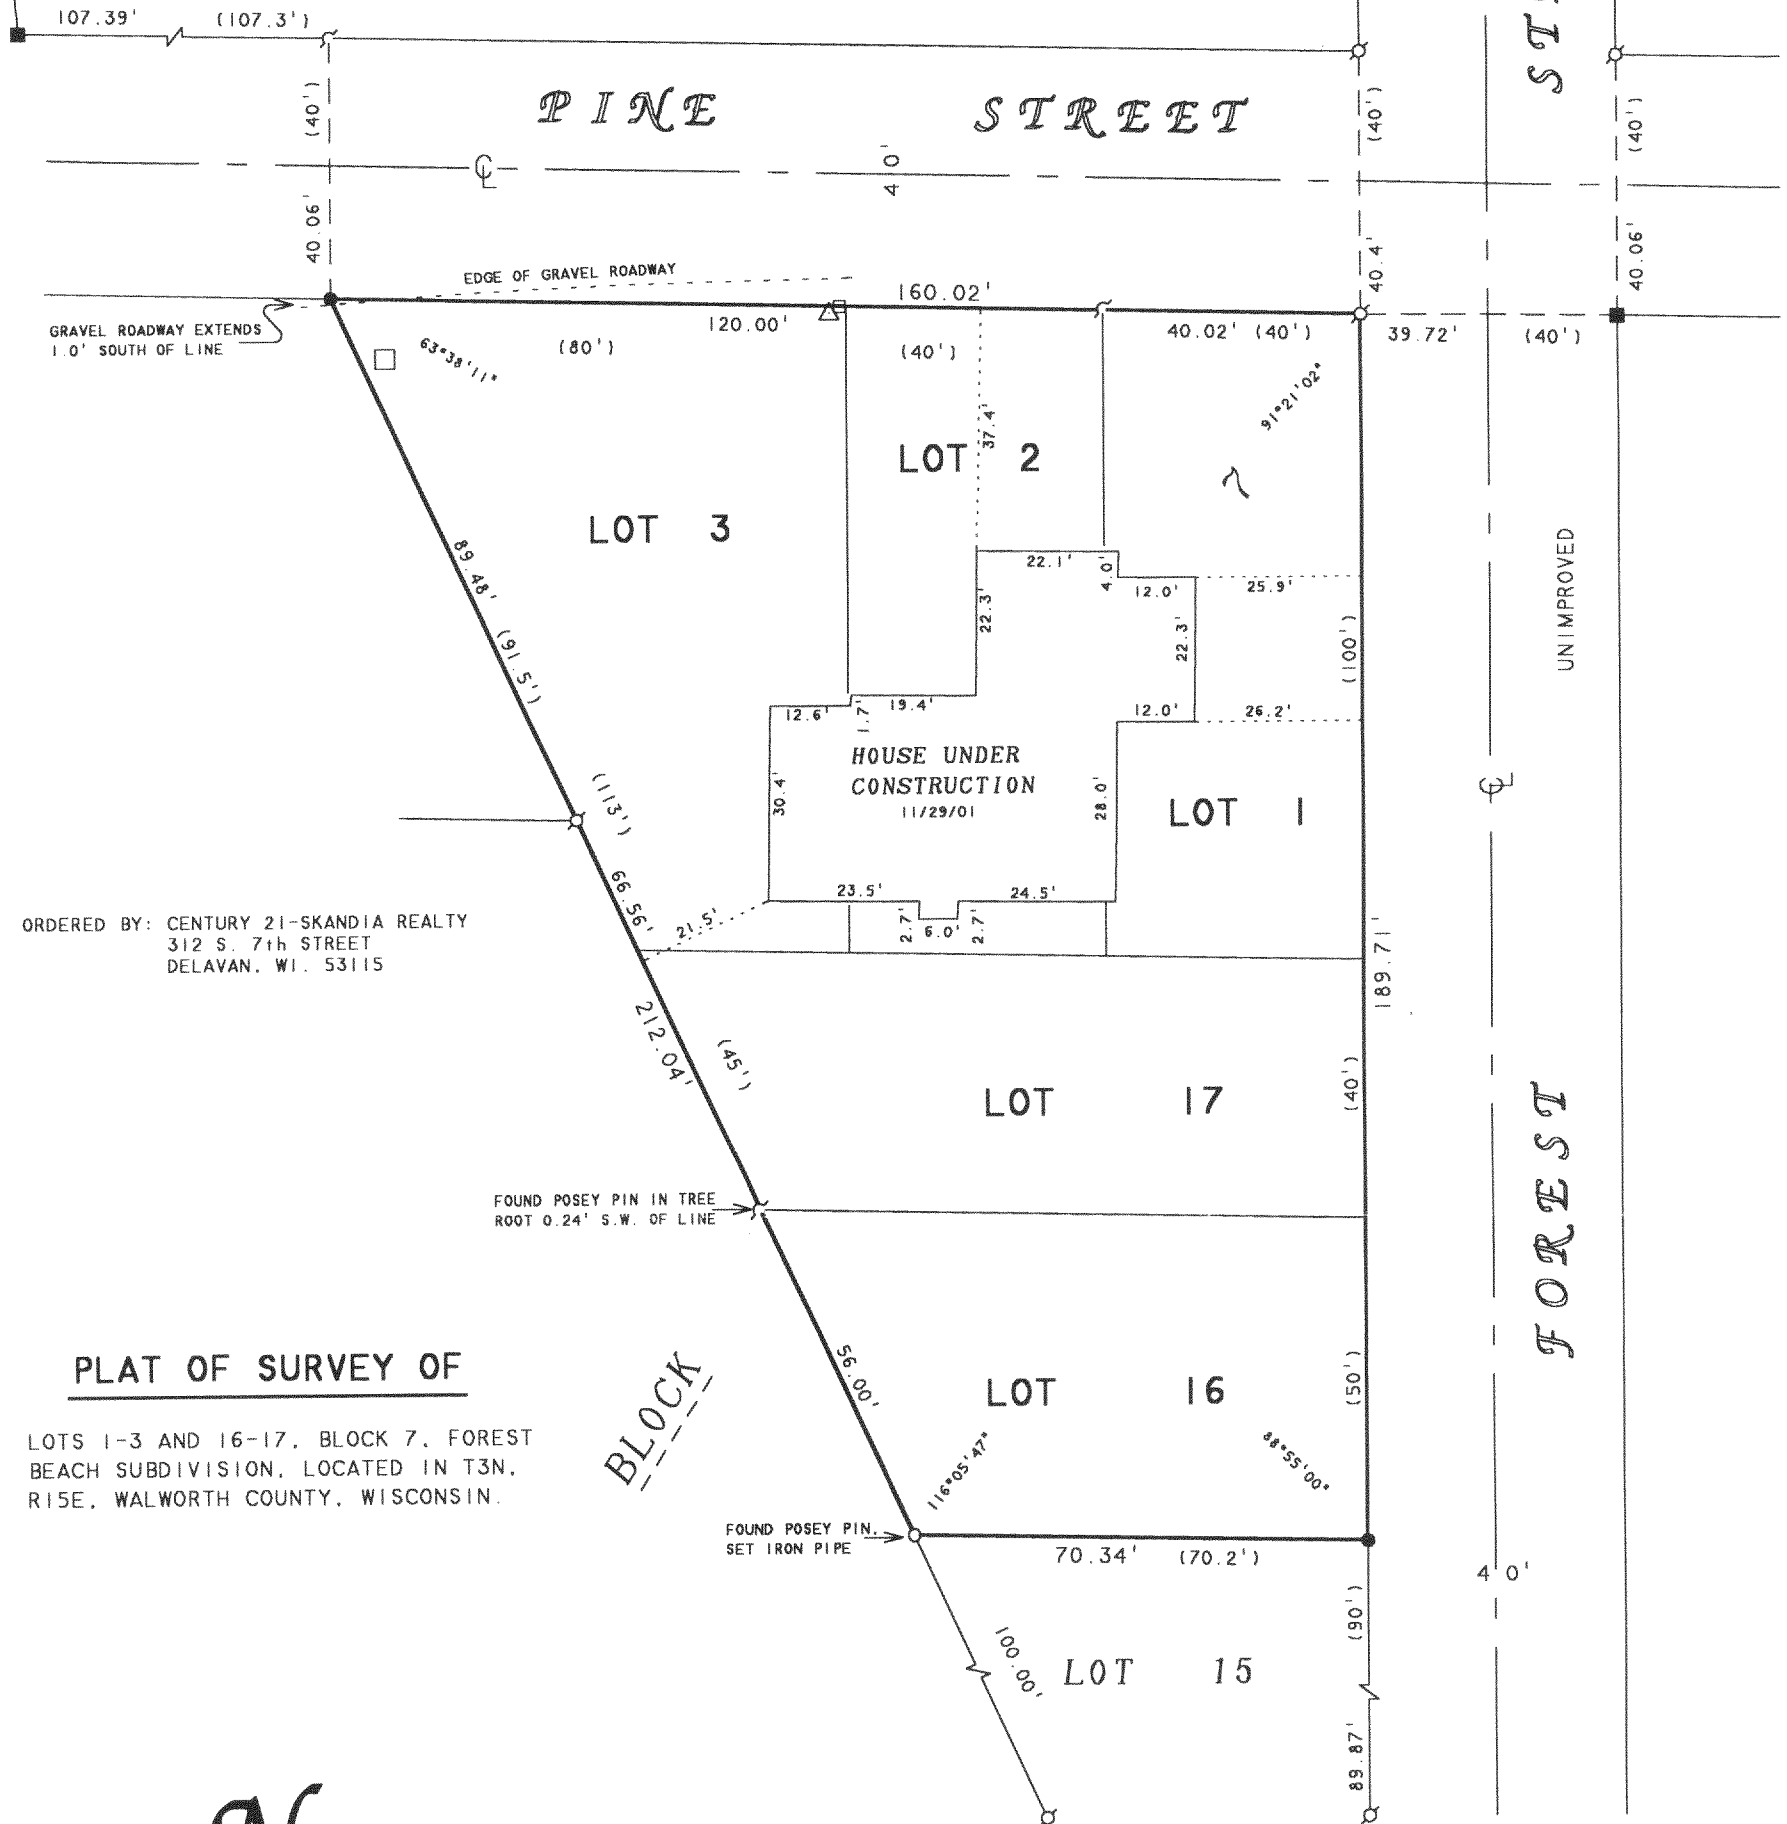 107.39' (107.3')
ST
PINE STREET
(40')
(40')
(40')
C
L
40'
40.06'
40.4'
40.06'
EDGE OF GRAVEL ROADWAY
160.02'
GRAVEL ROADWAY EXTENDS
1.0' SOUTH OF LINE
120.00'
40.02' (40')
39.72' (40')
63°38'11"
(80')
(40')
91°21'02"
37.4'
LOT 2
7
LOT 3
89.48'
22.1'
4.0'
12.0'
25.9'
22.3'
22.3'
(100')
UNIMPROVED
(91.5')
12.6'
1.7'
19.4'
12.0'
26.2'
HOUSE UNDER
CONSTRUCTION
11/29/01
30.4'
28.0'
LOT 1
C
L
(113')
66.56'
23.5'
24.5'
21.5'
2.7'
6.0'
2.7'
ORDERED BY: CENTURY 21-SKANDIA REALTY
312 S. 7th STREET
DELAVAN, WI. 53115
189.71'
212.04'
(45')
LOT 17
(40')
FOREST
FOUND POSEY PIN IN TREE
ROOT 0.24' S.W. OF LINE
PLAT OF SURVEY OF
LOTS 1-3 AND 16-17, BLOCK 7, FOREST
BEACH SUBDIVISION, LOCATED IN T3N,
R15E, WALWORTH COUNTY, WISCONSIN.
BLOCK
56.00'
LOT 16
(50')
116°05'47"
88°55'00"
FOUND POSEY PIN,
SET IRON PIPE
70.34' (70.2')
40'
(90')
100.00'
LOT 15
89.87'
N